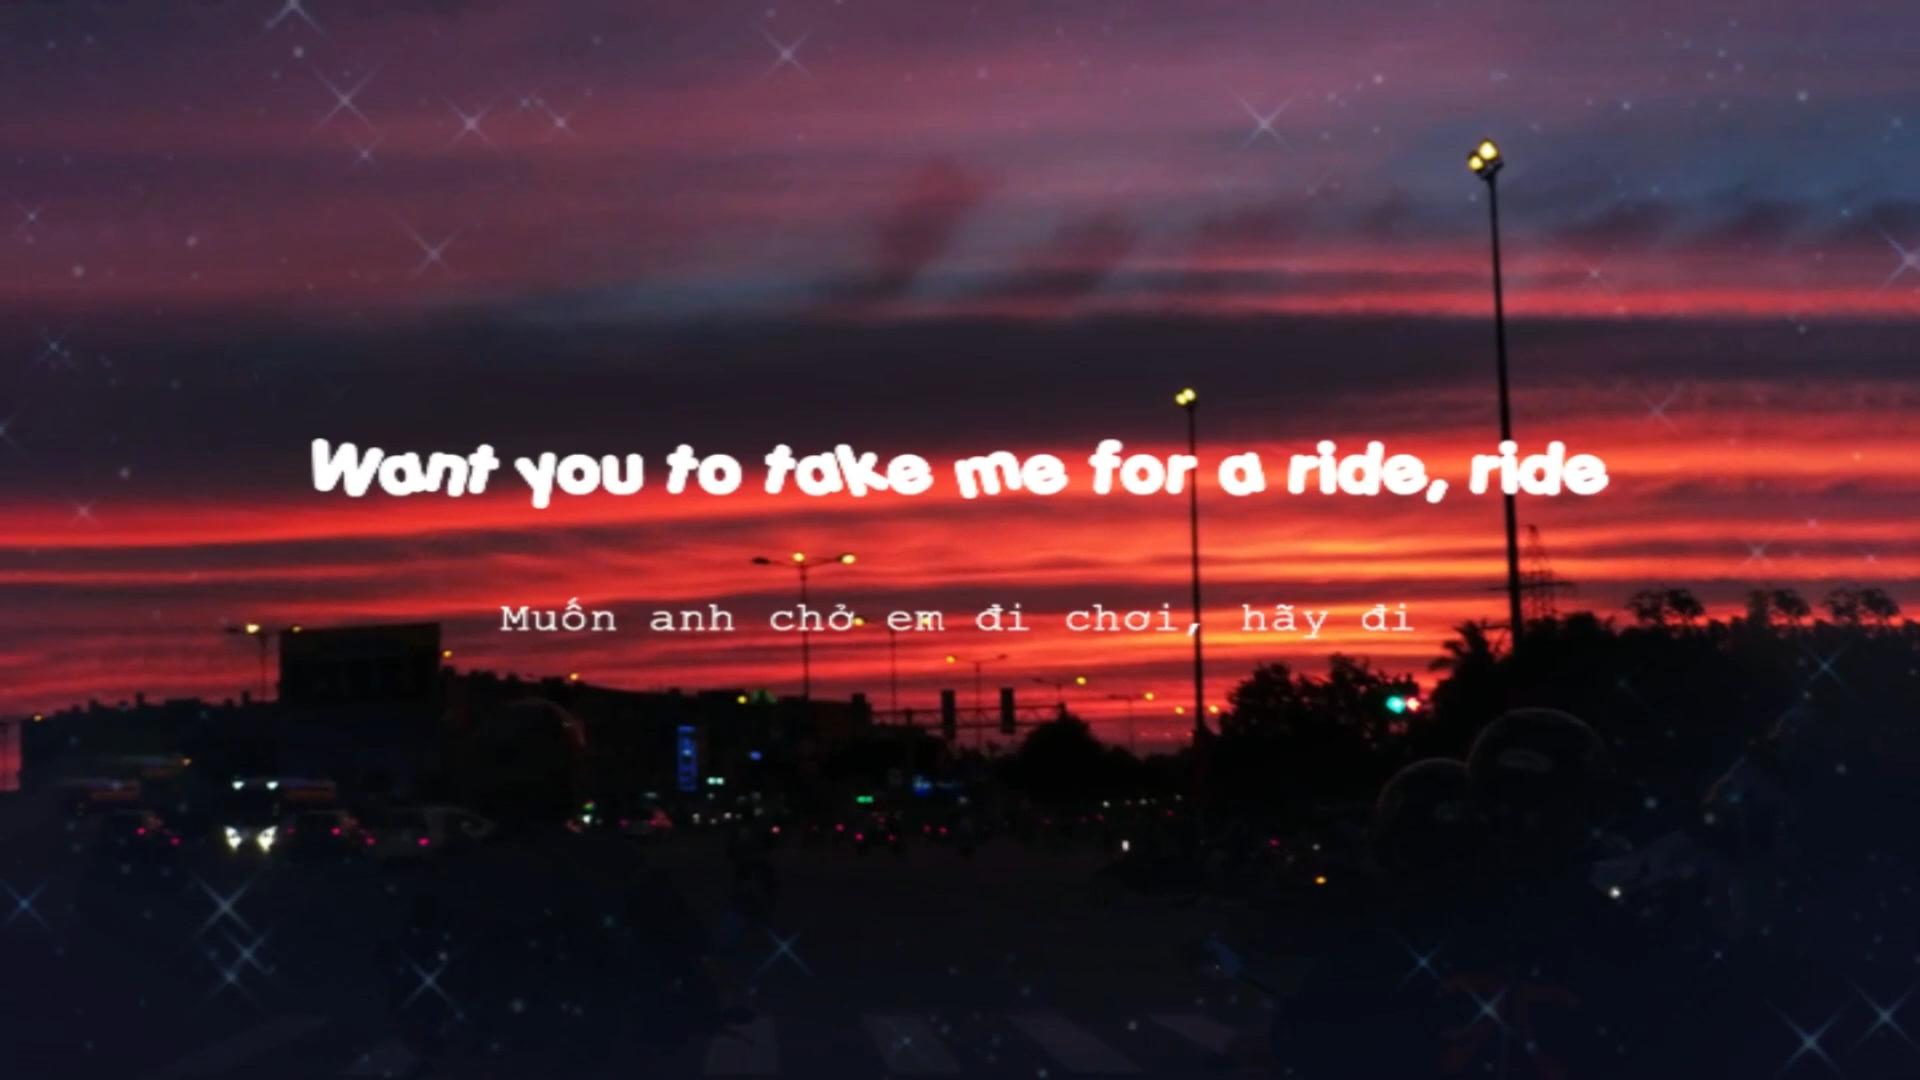 Want you to take me for a ride, ride
Muốn anh chở em đi chơi, hãy đi